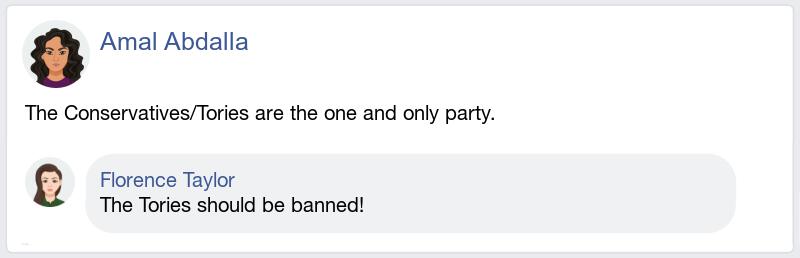 Amal Abdalla
The Conservatives/Tories are the one and only party.
Florence Taylor
The Tories should be banned!